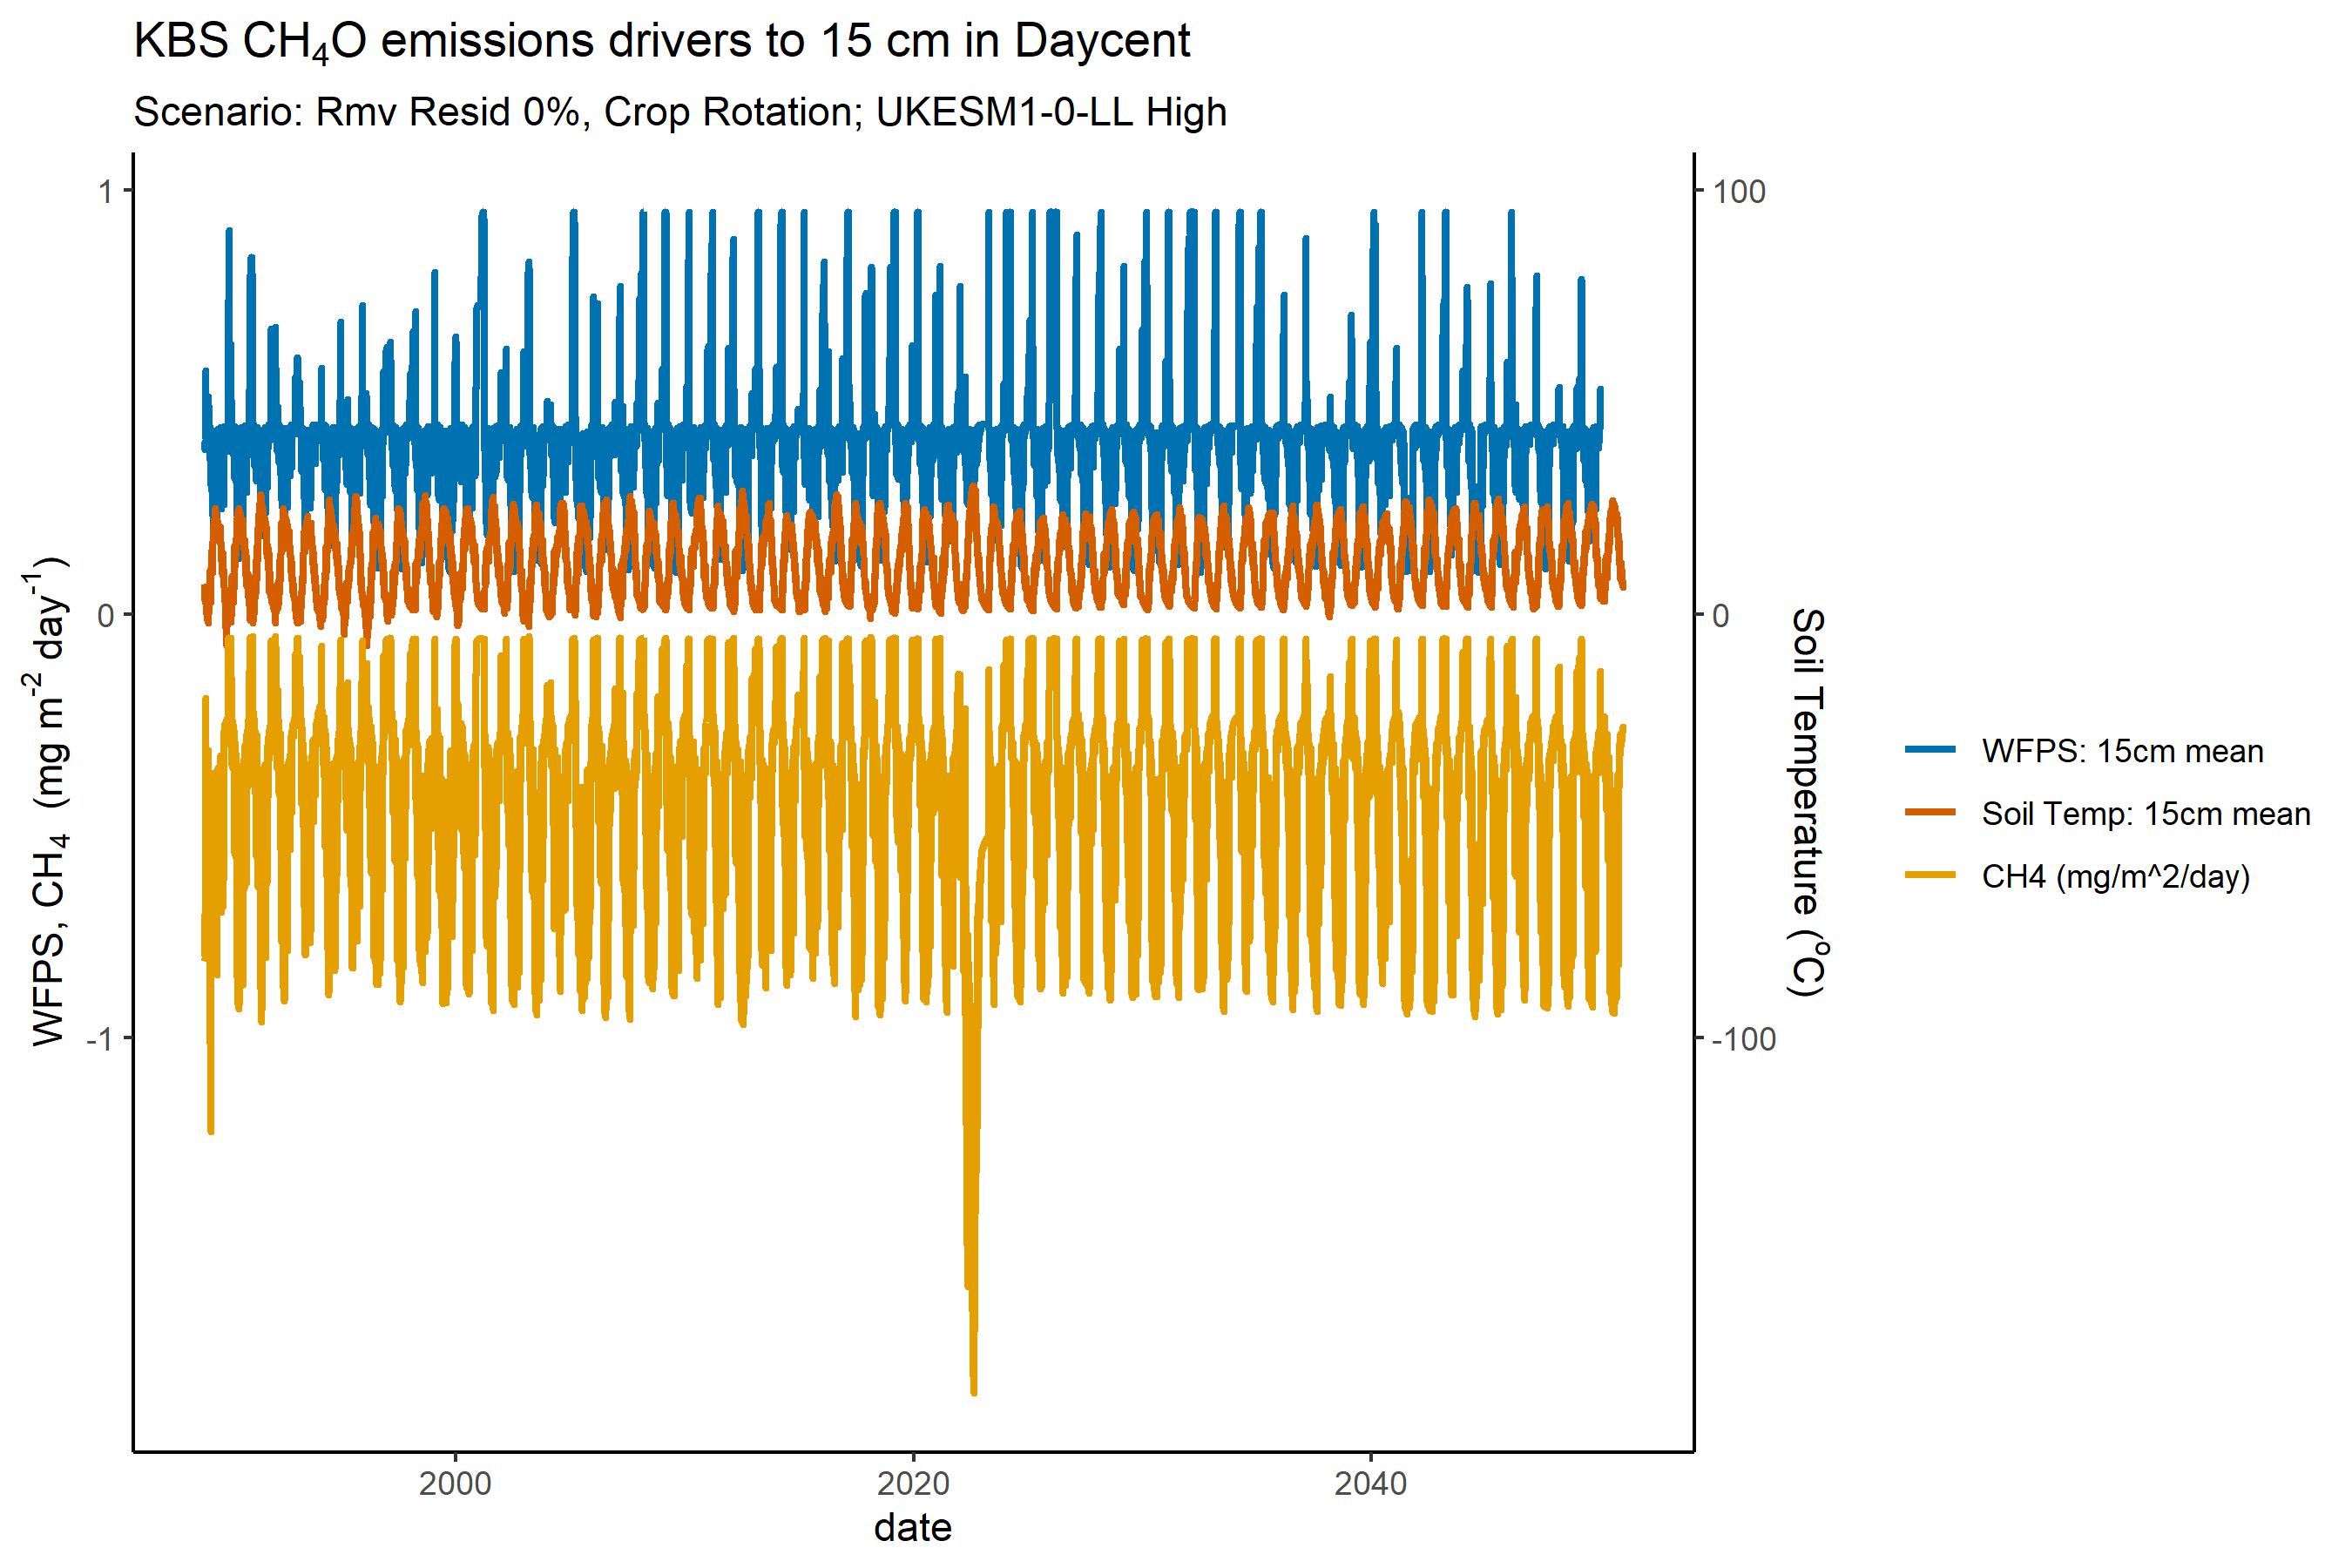 KBS CH₄O emissions drivers to 15 cm in Daycent
Scenario: Rmv Resid 0%, Crop Rotation; UKESM1-0-LL High
WFPS, CH₄ (mg m⁻² day⁻¹)
1
0
-1
100
0
-100
Soil Temperature (°C)
2000
2020
2040
date
WFPS: 15cm mean
Soil Temp: 15cm mean
CH4 (mg/m^2/day)